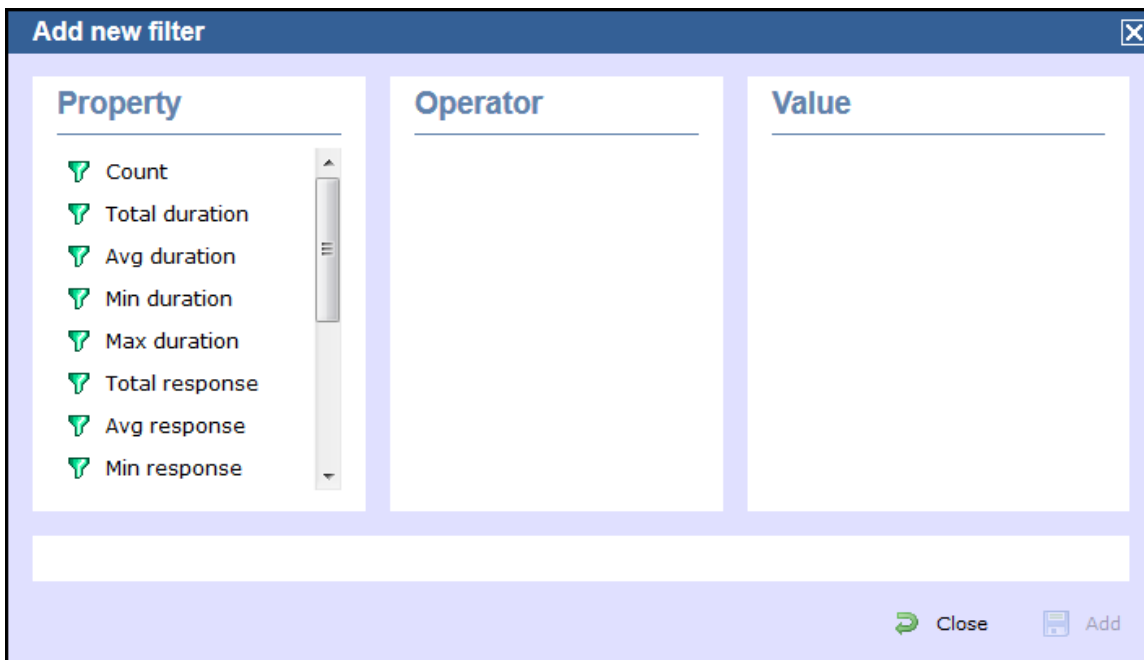 Add new filter
Property
Operator
Value
Count
Total duration
Avg duration
Min duration
Max duration
Total response
Avg response
Min response
Close
Add